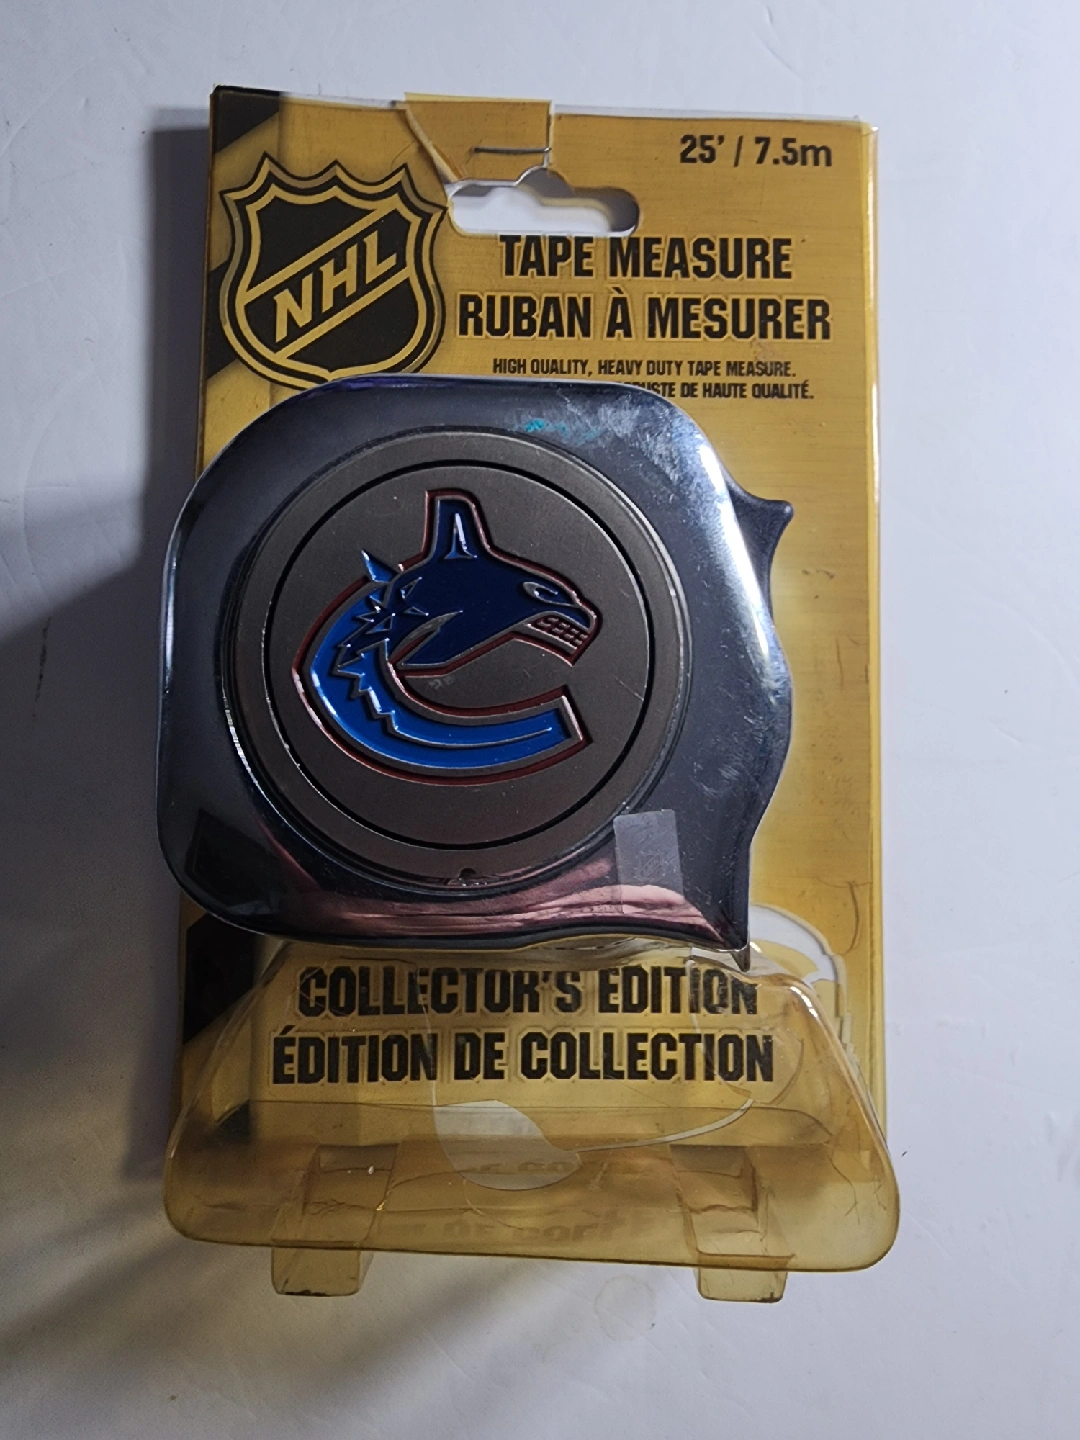 25' / 7.5m
NHL
TAPE MEASURE
RUBAN À MESURER
HIGH QUALITY, HEAVY DUTY TAPE MEASURE.
DE HAUTE QUALITÉ.
COLLECTOR'S EDITION
ÉDITION DE COLLECTION